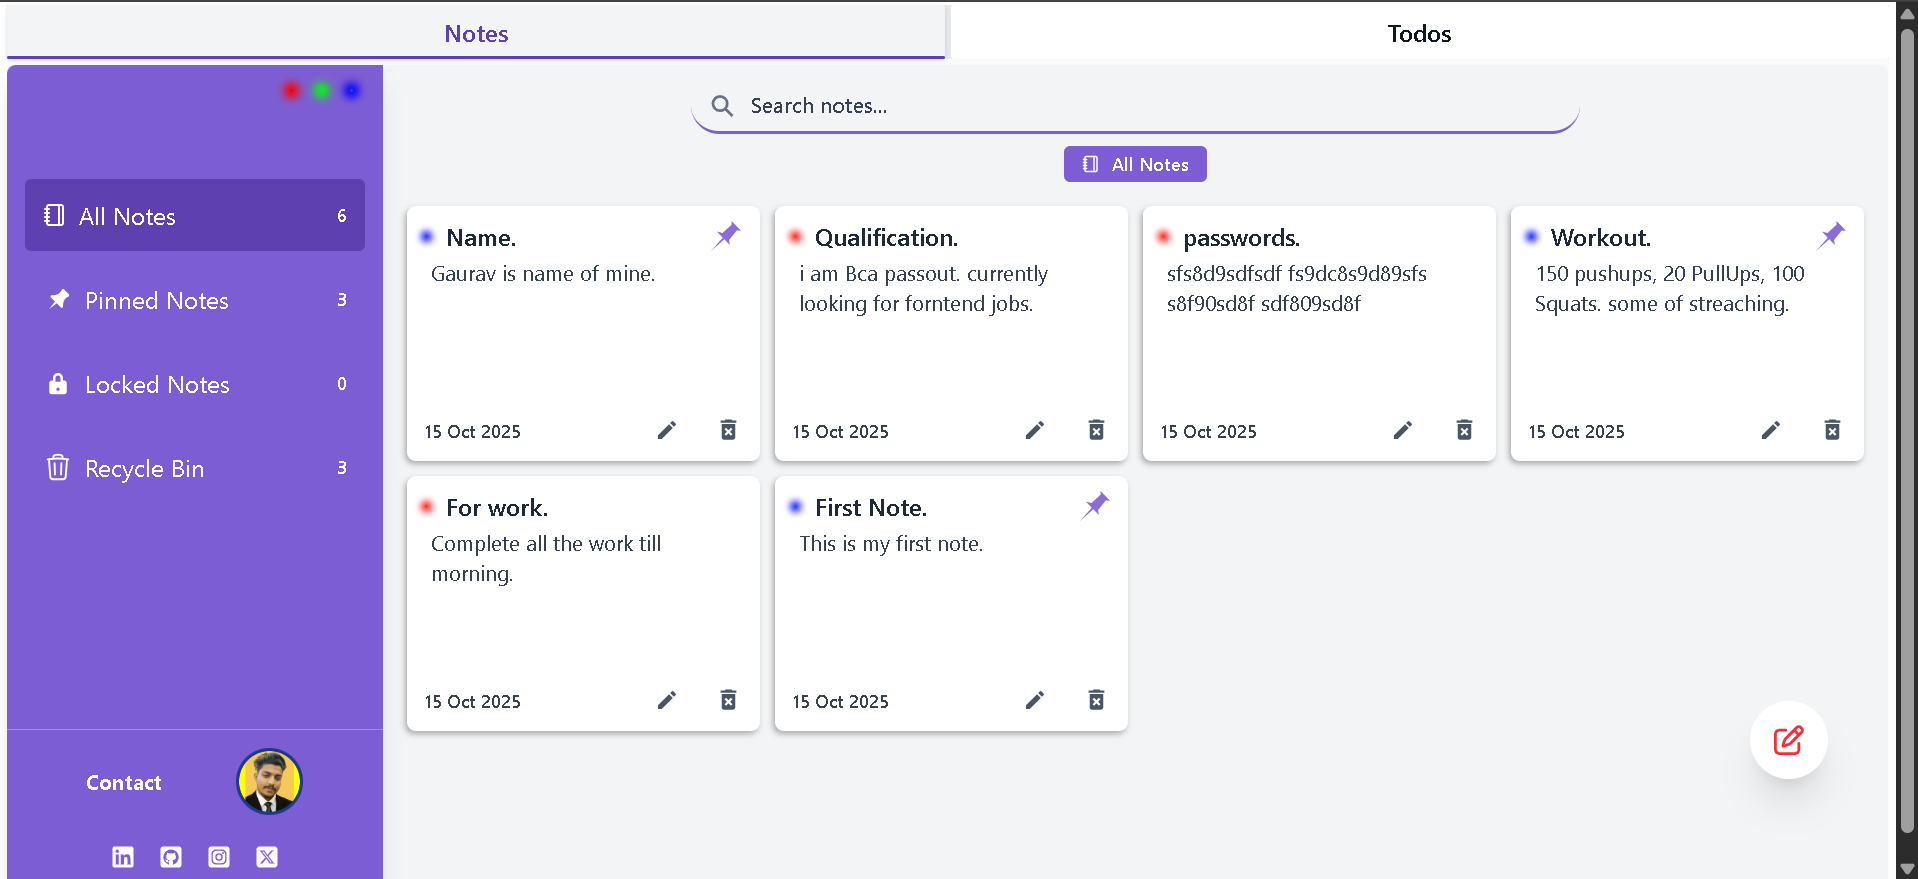 Notes
Todos
Search notes...
All Notes
All Notes 6
Pinned Notes 3
Locked Notes 0
Recycle Bin 3
Name.
Gaurav is name of mine.
15 Oct 2025
Qualification.
i am Bca passout. currently
looking for forntend jobs.
15 Oct 2025
passwords.
sfs8d9sdfsdf fs9dc8s9d89sfs
s8f90sd8f sdf809sd8f
15 Oct 2025
Workout.
150 pushups, 20 PullUps, 100
Squats. some of streaching.
15 Oct 2025
For work.
Complete all the work till
morning.
15 Oct 2025
First Note.
This is my first note.
15 Oct 2025
Contact